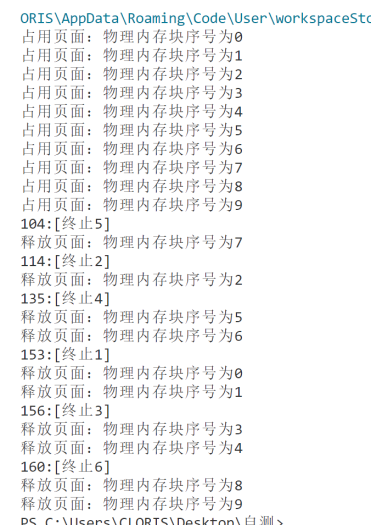 ORIS\AppData\Roaming\Code\User\workspaceSto
占用页面：物理内存块序号为0
占用页面：物理内存块序号为1
占用页面：物理内存块序号为2
占用页面：物理内存块序号为3
占用页面：物理内存块序号为4
占用页面：物理内存块序号为5
占用页面：物理内存块序号为6
占用页面：物理内存块序号为7
占用页面：物理内存块序号为8
占用页面：物理内存块序号为9
104:[终止5]
释放页面：物理内存块序号为7
114:[终止2]
释放页面：物理内存块序号为2
135:[终止4]
释放页面：物理内存块序号为5
释放页面：物理内存块序号为6
153:[终止1]
释放页面：物理内存块序号为0
释放页面：物理内存块序号为1
156:[终止3]
释放页面：物理内存块序号为3
释放页面：物理内存块序号为4
160:[终止6]
释放页面：物理内存块序号为8
释放页面：物理内存块序号为9
PS C:\Users\CLORIS\Desktop\自测>